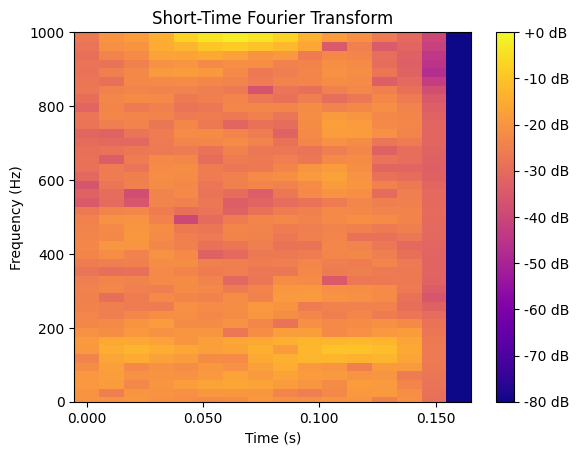 Short-Time Fourier Transform
1000
800
600
400
200
0
Frequency (Hz)
0.000
0.050
0.100
0.150
Time (s)
+0 dB
-10 dB
-20 dB
-30 dB
-40 dB
-50 dB
-60 dB
-70 dB
-80 dB